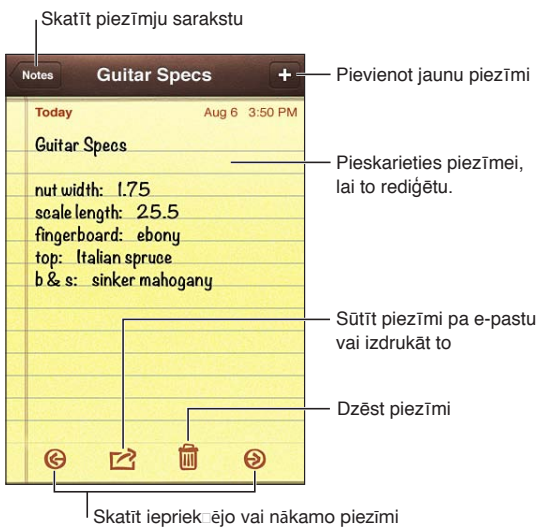 Skatīt piezīmju sarakstu
Notes
Guitar Specs
+
Pievienot jaunu piezīmi
Today
Aug 6 3:50 PM
Guitar Specs
Pieskarieties piezīmei,
lai to rediģētu.
nut width: 1.75
scale length: 25.5
fingerboard: ebony
top: Italian spruce
b & s: sinker mahogany
Sūtīt piezīmi pa e-pastu
vai izdrukāt to
Dzēst piezīmi
Skatīt iepriek□ējo vai nākamo piezīmi